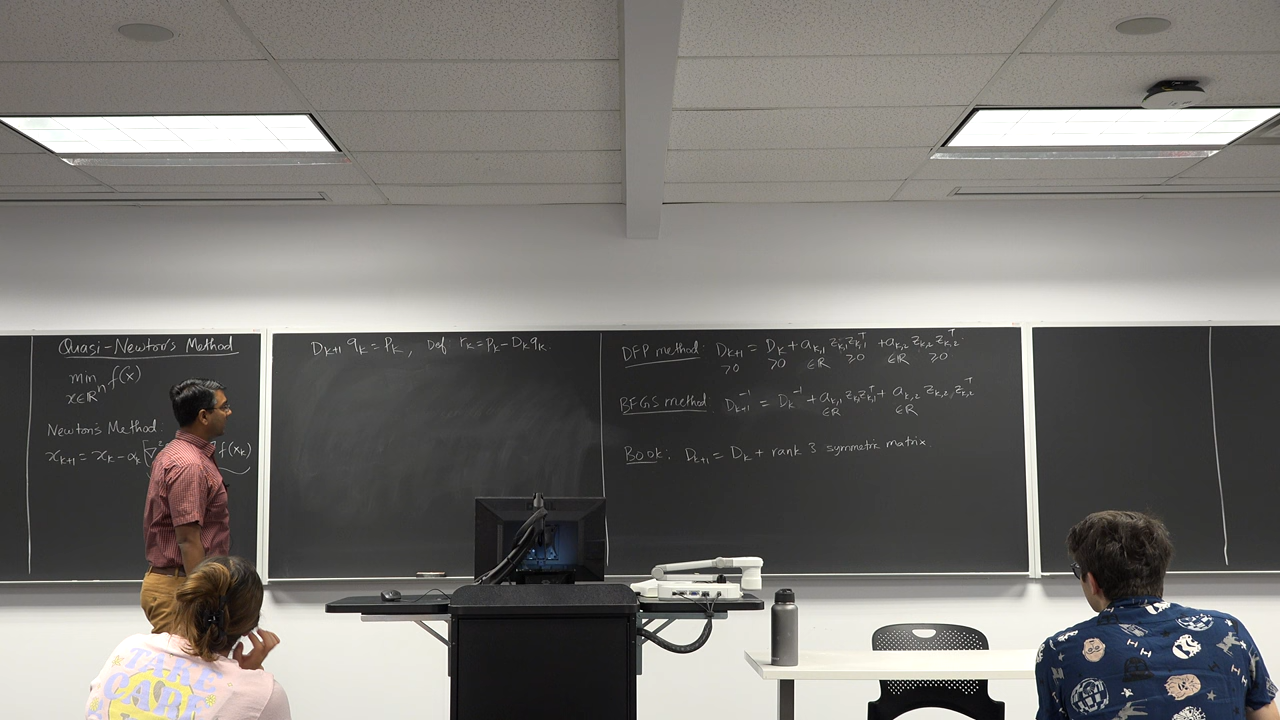 Quasi-Newton's Method
min f(x)
x∈ℝⁿ
Newton's Method:
x_{k+1} = x_k - α_k [∇² f(x_k)
D_{k+1} q_k = p_k, Def r_k = p_k - D_k q_k
DFP method: D_{k+1} = D_k + a_{k,1} z_{k,1} z_{k,1}^T + a_{k,2} z_{k,2} z_{k,2}^T
>0 >0 ∈ℝ ≥0 ∈ℝ ≥0
BFGS method: D_{k+1}^{-1} = D_k^{-1} + a_{k,1} z_{k,1} z_{k,1}^T + a_{k,2} z_{k,2} z_{k,2}^T
∈ℝ ∈ℝ
Book: D_{k+1} = D_k + rank 3 symmetric matrix
TAKE
CARE